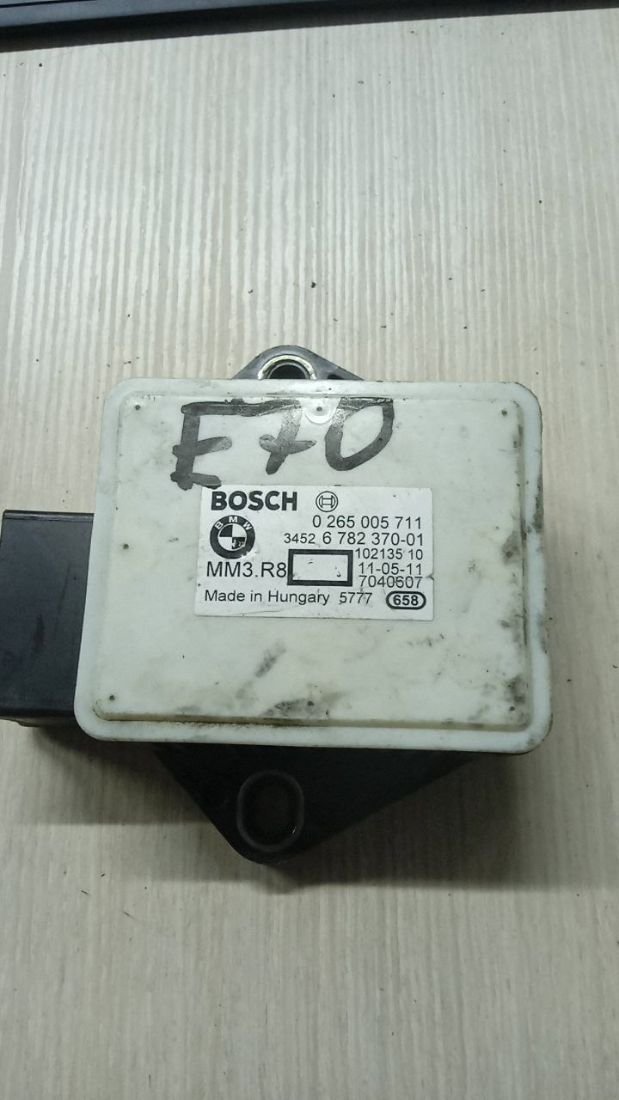 E70
BOSCH
BMW
0 265 005 711
3452 6 782 370-01
102135 10
MM3.R8 11-05-11
7040607
Made in Hungary 5777 658